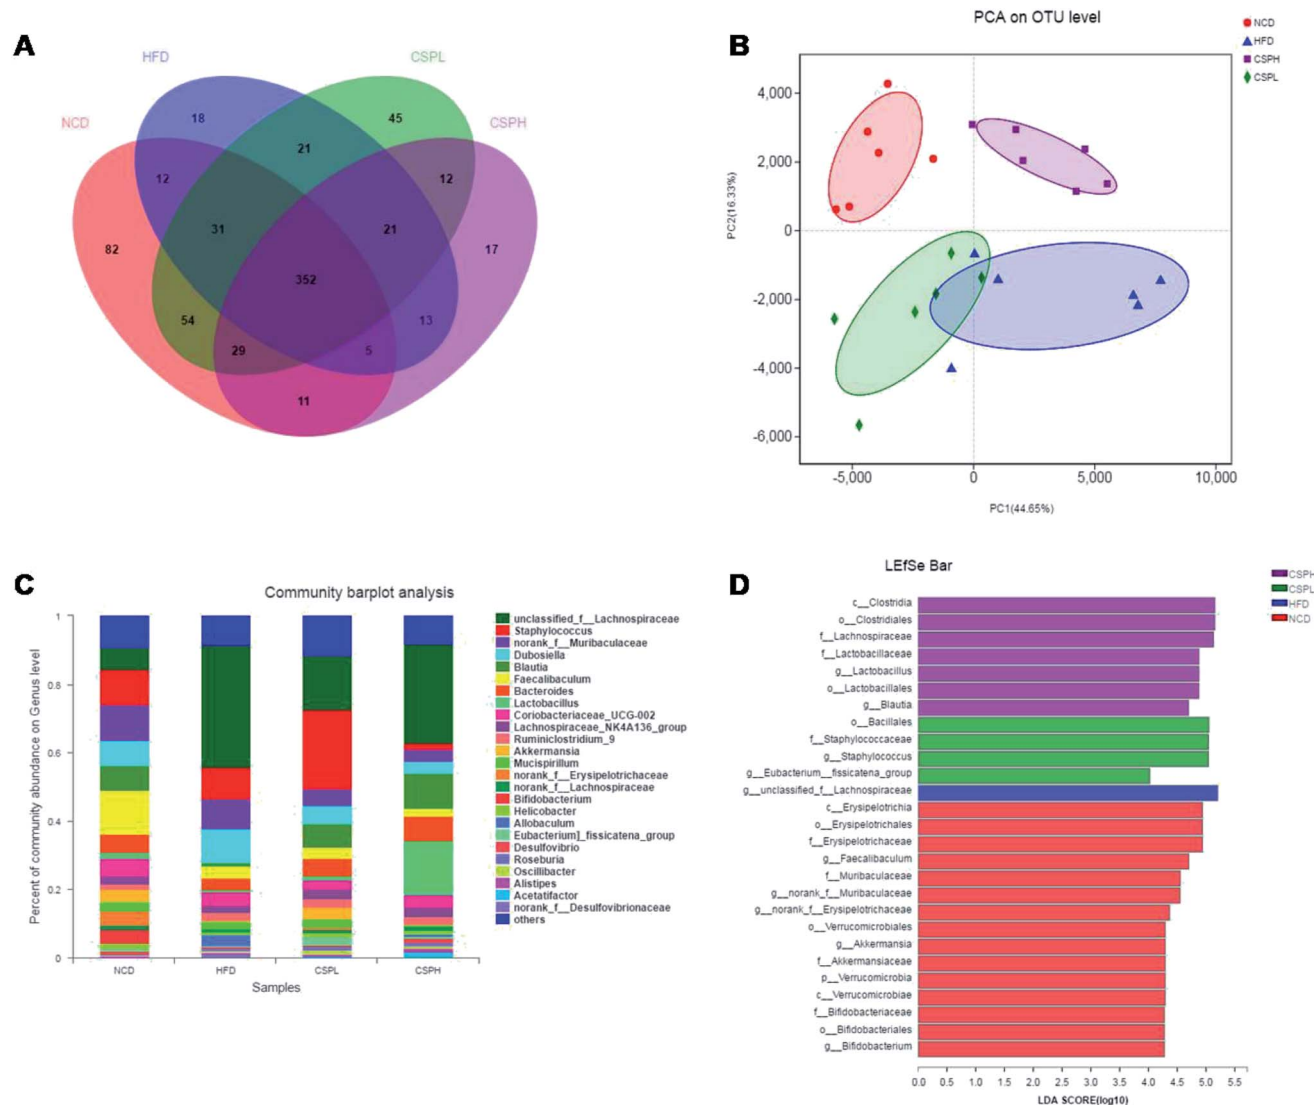 A
HFD
CSPL
NCD
CSPH
18
45
21
12
12
82
31
21
17
352
54
13
29
5
11
B
PCA on OTU level
NCD
HFD
CSPH
CSPL
PC2(16.33%)
4,000
2,000
0
-2,000
-4,000
-6,000
-5,000
0
5,000
10,000
PC1(44.65%)
C
Community barplot analysis
Percent of community abundance on Genus level
1
0.8
0.6
0.4
0.2
0
NCD
HFD
CSPL
CSPH
Samples
unclassified_f__Lachnospiraceae
Staphylococcus
norank_f__Muribaculaceae
Dubosiella
Blautia
Faecalibaculum
Bacteroides
Lactobacillus
Coriobacteriaceae_UCG-002
Lachnospiraceae_NK4A136_group
Ruminiclostridium_9
Akkermansia
Mucispirillum
norank_f__Erysipelotrichaceae
norank_f__Lachnospiraceae
Bifidobacterium
Helicobacter
Allobaculum
Eubacterium]_fissicatena_group
Desulfovibrio
Roseburia
Oscillibacter
Alistipes
Acetatifactor
norank_f__Desulfovibrionaceae
others
D
LEfSe Bar
CSPH
CSPL
HFD
NCD
c__Clostridia
o__Clostridiales
f__Lachnospiraceae
f__Lactobacillaceae
g__Lactobacillus
o__Lactobacillales
g__Blautia
o__Bacillales
f__Staphylococcaceae
g__Staphylococcus
g__Eubacterium__fissicatena_group
g__unclassified_f__Lachnospiraceae
c__Erysipelotrichia
o__Erysipelotrichales
f__Erysipelotrichaceae
g__Faecalibaculum
f__Muribaculaceae
g__norank_f__Muribaculaceae
g__norank_f__Erysipelotrichaceae
o__Verrucomicrobiales
g__Akkermansia
f__Akkermansiaceae
p__Verrucomicrobia
c__Verrucomicrobiae
f__Bifidobacteriaceae
o__Bifidobacteriales
g__Bifidobacterium
0.0 0.5 1.0 1.5 2.0 2.5 3.0 3.5 4.0 4.5 5.0 5.5
LDA SCORE(log10)